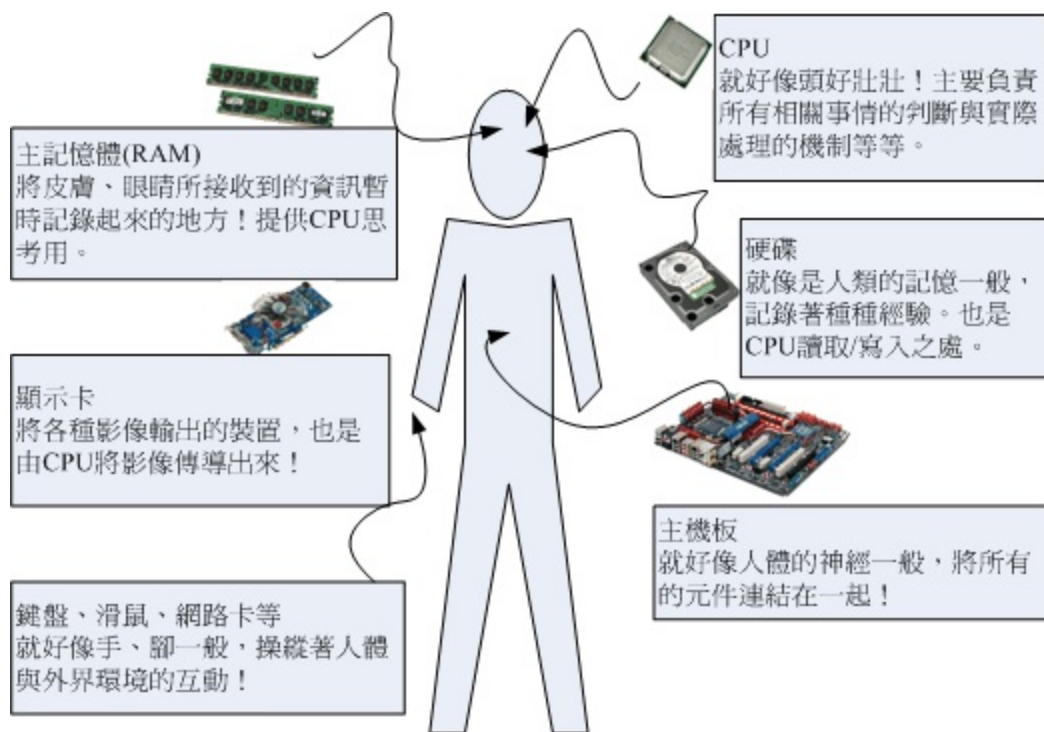 CPU
就好像頭好壯壯！主要負責
所有相關事情的判斷與實際
處理的機制等等。
主記憶體(RAM)
將皮膚、眼睛所接收到的資訊暫
時記錄起來的地方！提供CPU思
考用。
硬碟
就像是人類的記憶一般，
記錄著種種經驗。也是
CPU讀取/寫入之處。
顯示卡
將各種影像輸出的裝置，也是
由CPU將影像傳導出來！
主機板
就好像人體的神經一般，將所有
的元件連結在一起！
鍵盤、滑鼠、網路卡等
就好像手、腳一般，操縱著人體
與外界環境的互動！